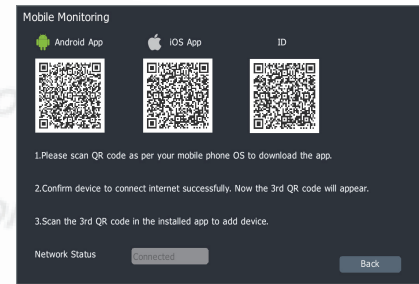 Mobile Monitoring
Android App
iOS App
ID
1.Please scan QR code as per your mobile phone OS to download the app.
2.Confirm device to connect internet successfully. Now the 3rd QR code will appear.
3.Scan the 3rd QR code in the installed app to add device.
Network Status
Connected
Back